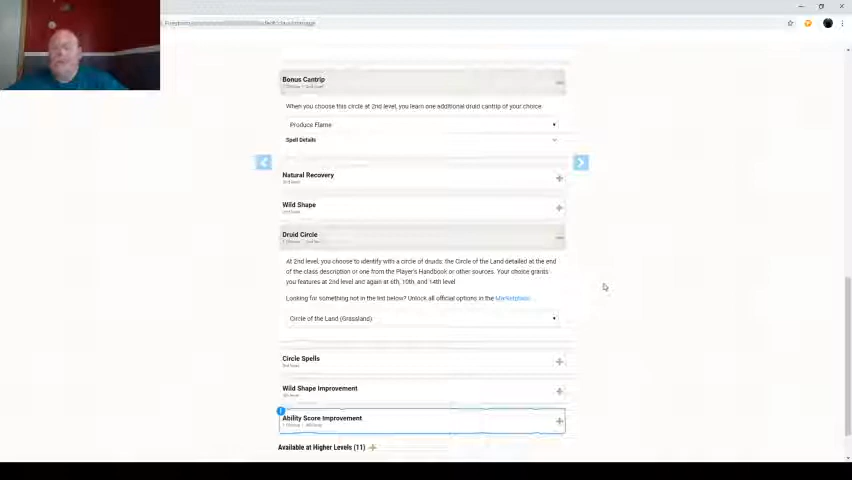 Bonus Cantrip
When you choose this circle at 2nd level, you learn one additional druid cantrip of your choice
Produce Flame
Spell Details
Natural Recovery
2nd level
Wild Shape
2nd level
Druid Circle
At 2nd level, you choose to identify with a circle of druids: the Circle of the Land detailed at the
end of the class description or one from the Player's Handbook or other sources. Your choice grants
you features at 2nd level and again at 6th, 10th, and 14th level
Looking for something not in the list below? Unlock all official options in the Marketplace.
Circle of the Land (Grassland)
Circle Spells
Wild Shape Improvement
Ability Score Improvement
Available at Higher Levels (11)